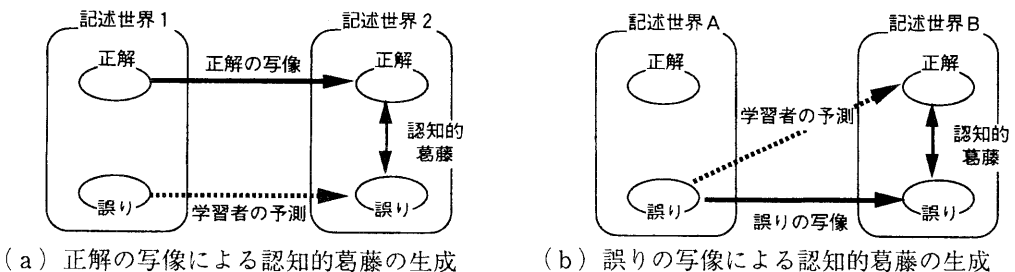 記述世界1
記述世界2
正解
正解の写像
正解
認知的
葛藤
誤り
学習者の予測
誤り
(a) 正解の写像による認知的葛藤の生成
記述世界A
記述世界B
正解
正解
学習者の予測
認知的
葛藤
誤り
誤りの写像
誤り
(b) 誤りの写像による認知的葛藤の生成